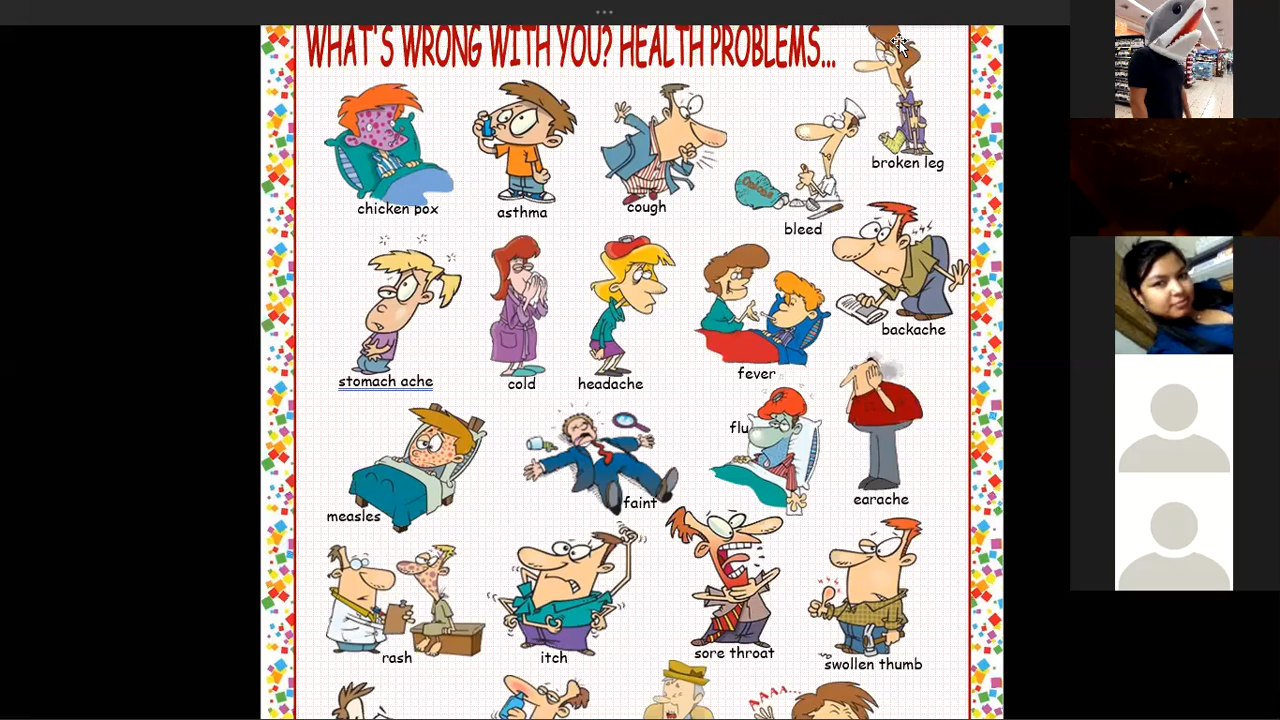 WHAT'S WRONG WITH YOU? HEALTH PROBLEMS...
broken leg
chicken pox
asthma
cough
bleed
backache
stomach ache
cold
headache
fever
flu
earache
measles
faint
rash
itch
sore throat
swollen thumb
AAAA...